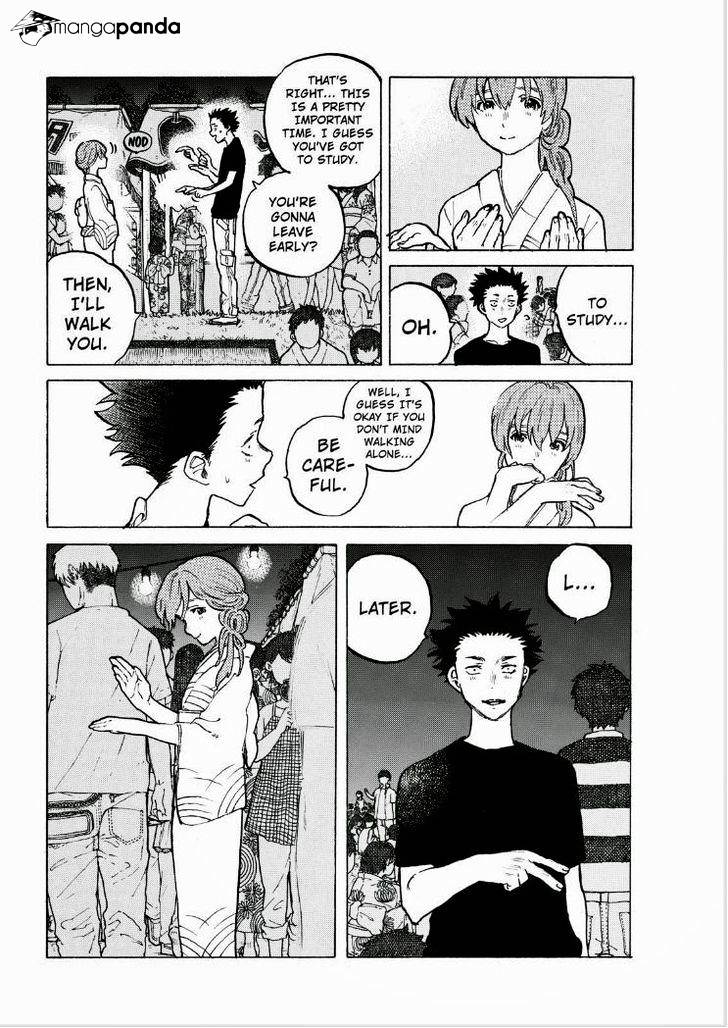 mangapanda
TO
STUDY...
OH.
THAT'S
RIGHT... THIS
IS A PRETTY
IMPORTANT
TIME. I GUESS
YOU'VE GOT
TO STUDY.
YOU'RE
GONNA
LEAVE
EARLY?
NOD
THEN,
I'LL
WALK
YOU.
WELL, I
GUESS IT'S
OKAY IF YOU
DON'T MIND
WALKING
ALONE...
BE
CARE-
FUL.
L...
LATER.